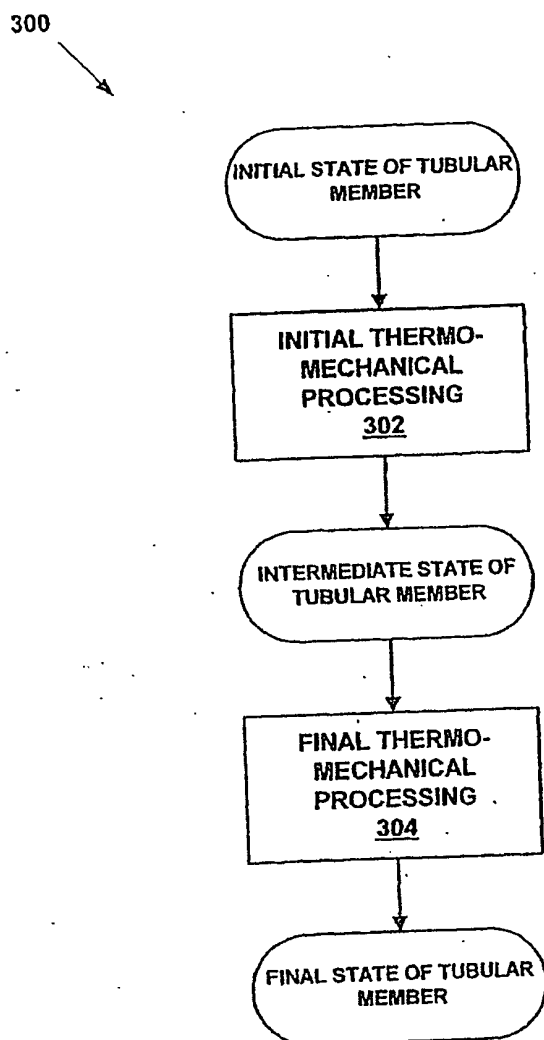 300
INITIAL STATE OF TUBULAR
MEMBER
INITIAL THERMO-
MECHANICAL
PROCESSING
302
INTERMEDIATE STATE OF
TUBULAR MEMBER
FINAL THERMO-
MECHANICAL
PROCESSING
304
FINAL STATE OF TUBULAR
MEMBER